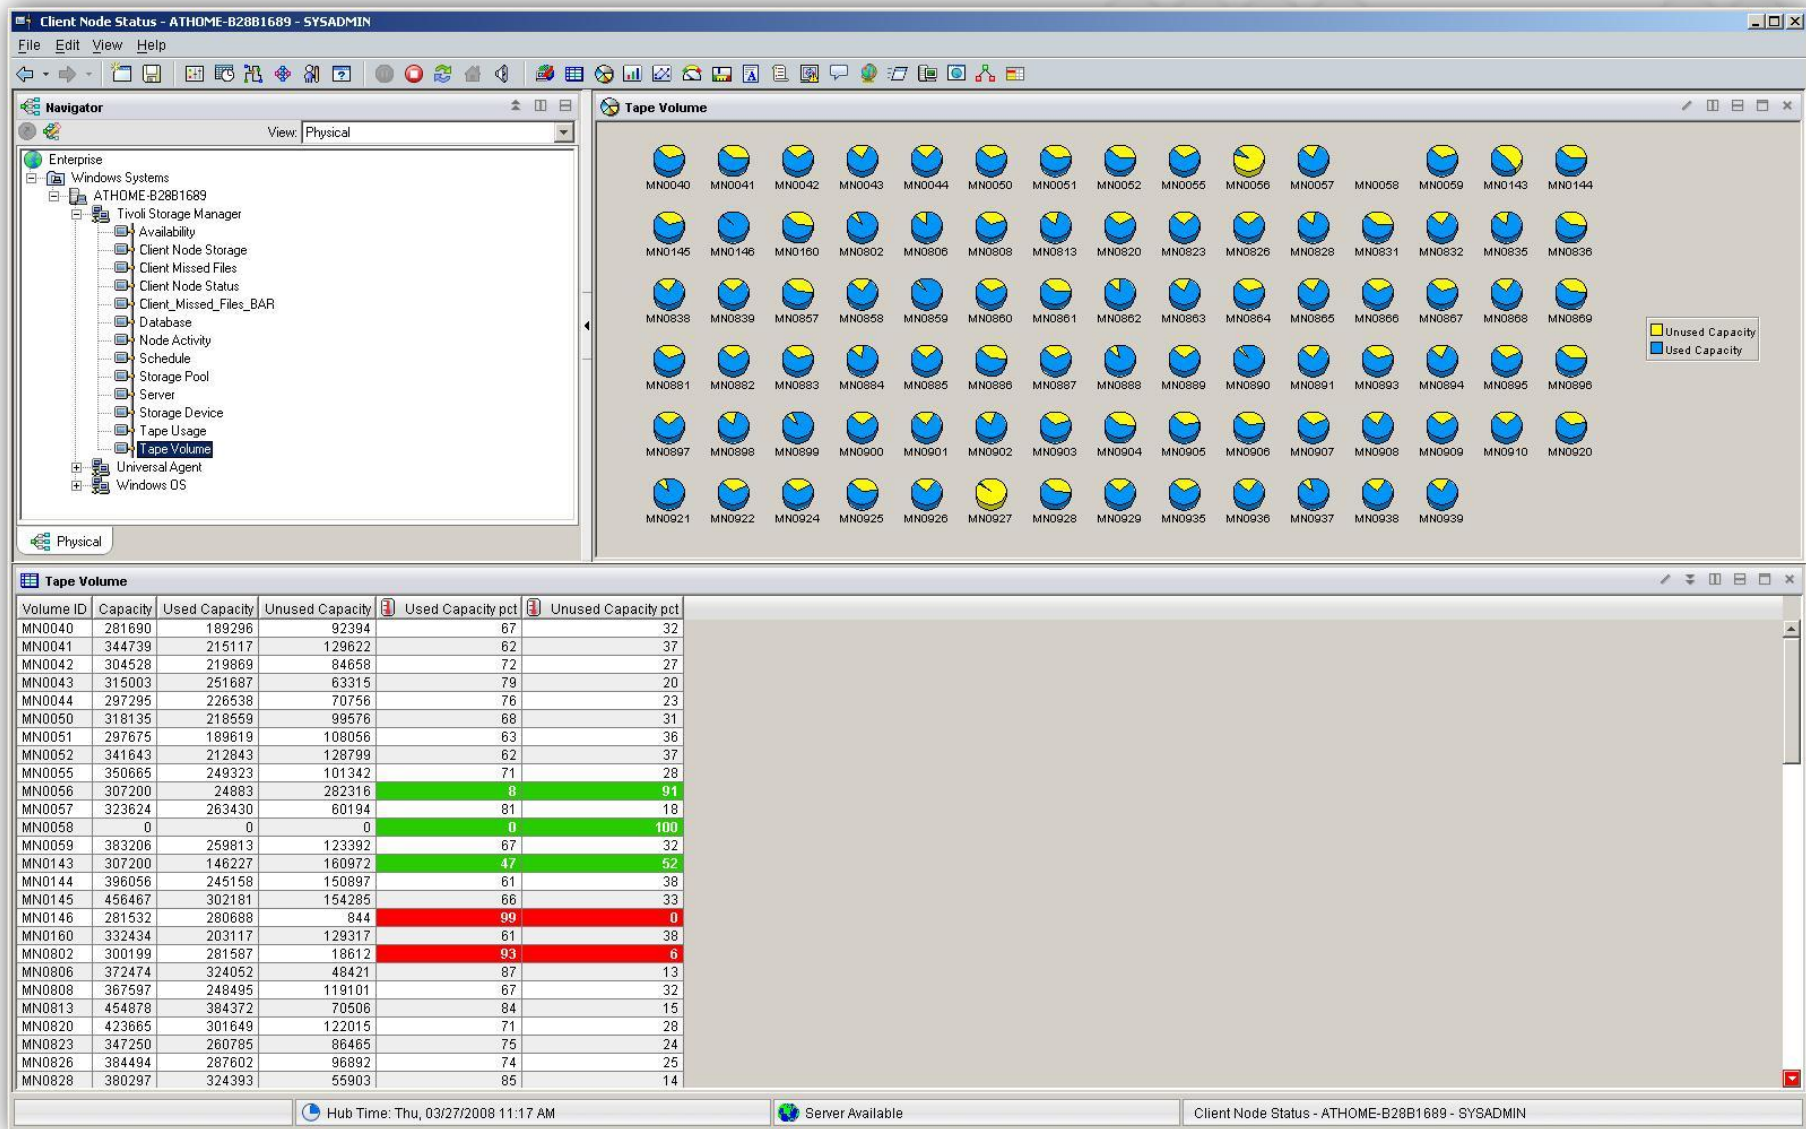 Client Node Status - ATHOME-B28B1689 - SYSADMIN
File Edit View Help
Navigator
View: Physical
Enterprise
Windows Systems
ATHOME-B28B1689
Tivoli Storage Manager
Availability
Client Node Storage
Client Missed Files
Client Node Status
Client_Missed_Files_BAR
Database
Node Activity
Schedule
Storage Pool
Server
Storage Device
Tape Usage
Tape Volume
Universal Agent
Windows OS
Physical
Tape Volume
MN0040 MN0041 MN0042 MN0043 MN0044 MN0050 MN0051 MN0052 MN0055 MN0056 MN0057 MN0058 MN0059 MN0143 MN0144
MN0145 MN0146 MN0160 MN0802 MN0806 MN0808 MN0813 MN0820 MN0823 MN0826 MN0828 MN0831 MN0832 MN0835 MN0836
MN0838 MN0839 MN0857 MN0858 MN0859 MN0860 MN0861 MN0862 MN0863 MN0864 MN0865 MN0866 MN0867 MN0868 MN0869
MN0881 MN0882 MN0883 MN0884 MN0885 MN0886 MN0887 MN0888 MN0889 MN0890 MN0891 MN0893 MN0894 MN0895 MN0896
MN0897 MN0898 MN0899 MN0900 MN0901 MN0902 MN0903 MN0904 MN0905 MN0906 MN0907 MN0908 MN0909 MN0910 MN0920
MN0921 MN0922 MN0924 MN0925 MN0926 MN0927 MN0928 MN0929 MN0935 MN0936 MN0937 MN0938 MN0939
Unused Capacity
Used Capacity
Tape Volume
Volume ID Capacity Used Capacity Unused Capacity Used Capacity pct Unused Capacity pct
MN0040 281690 189296 92394 67 32
MN0041 344739 215117 129622 62 37
MN0042 304528 219869 84658 72 27
MN0043 315003 251687 63315 79 20
MN0044 297295 226538 70756 76 23
MN0050 318135 218559 99576 68 31
MN0051 297675 189619 108056 63 36
MN0052 341643 212843 128799 62 37
MN0055 350665 249323 101342 71 28
MN0056 307200 24883 282316 8 91
MN0057 323624 263430 60194 81 18
MN0058 0 0 0 0 100
MN0059 383206 259813 123392 67 32
MN0143 307200 146227 160972 47 52
MN0144 396056 245158 150897 61 38
MN0145 456467 302181 154285 66 33
MN0146 281532 280688 844 99 0
MN0160 332434 203117 129317 61 38
MN0802 300199 281587 18612 93 6
MN0806 372474 324052 48421 87 13
MN0808 367597 248495 119101 67 32
MN0813 454878 384372 70506 84 15
MN0820 423665 301649 122015 71 28
MN0823 347250 260785 86465 75 24
MN0826 384494 287602 96892 74 25
MN0828 380297 324393 55903 85 14
Hub Time: Thu, 03/27/2008 11:17 AM
Server Available
Client Node Status - ATHOME-B28B1689 - SYSADMIN